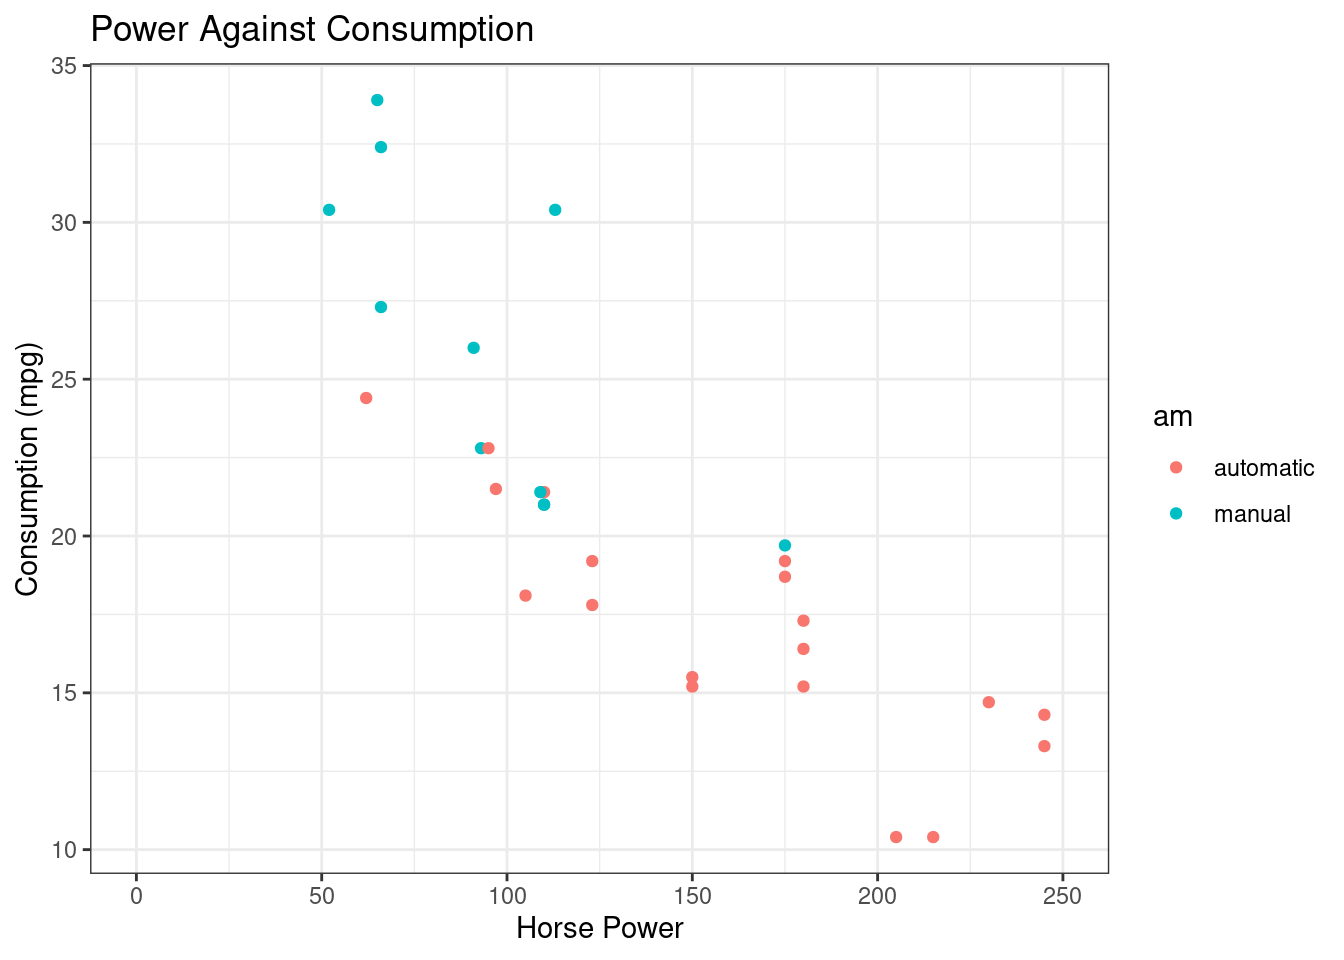 Power Against Consumption
35
30
25
20
15
10
Consumption (mpg)
0 50 100 150 200 250
Horse Power
am
automatic
manual